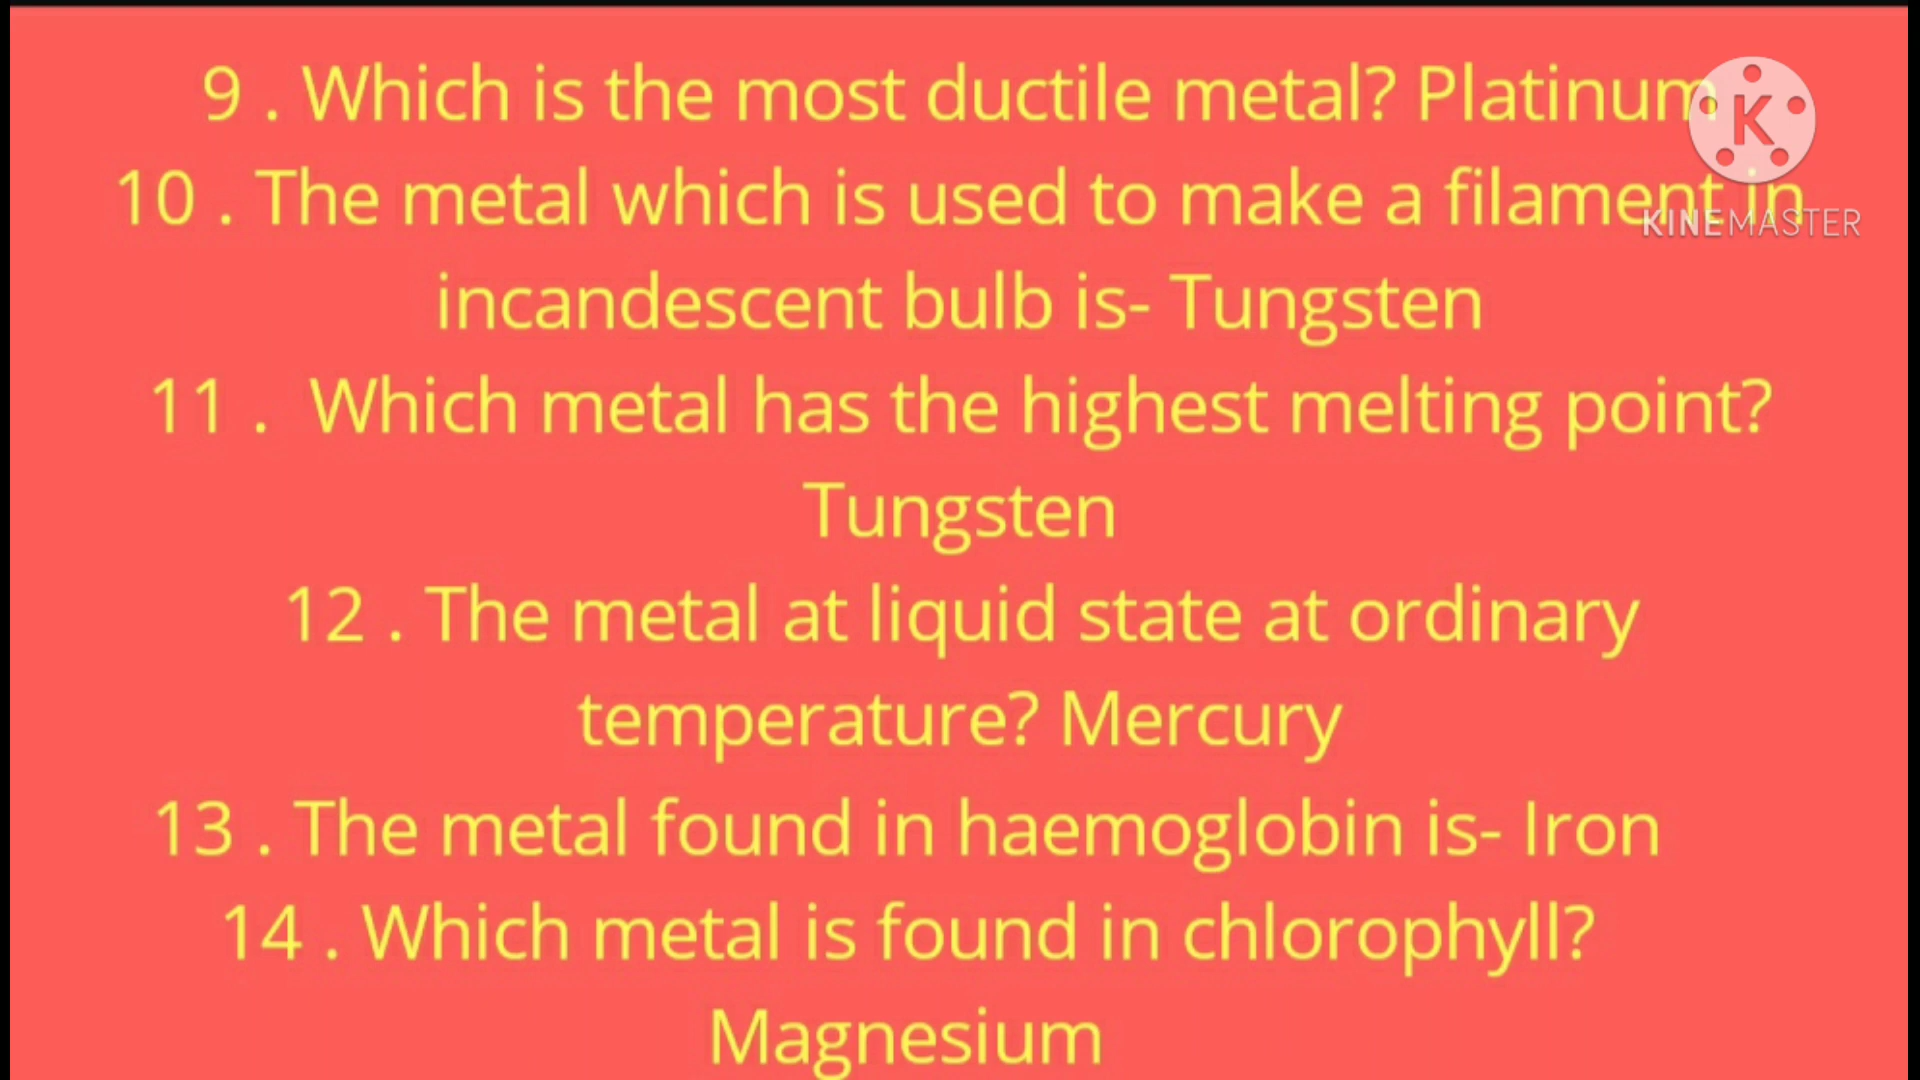 9 . Which is the most ductile metal? Platinum
10 . The metal which is used to make a filament in
incandescent bulb is- Tungsten
11 .  Which metal has the highest melting point?
Tungsten
12 . The metal at liquid state at ordinary
temperature? Mercury
13 . The metal found in haemoglobin is- Iron
14 . Which metal is found in chlorophyll?
Magnesium
K
KINEMASTER